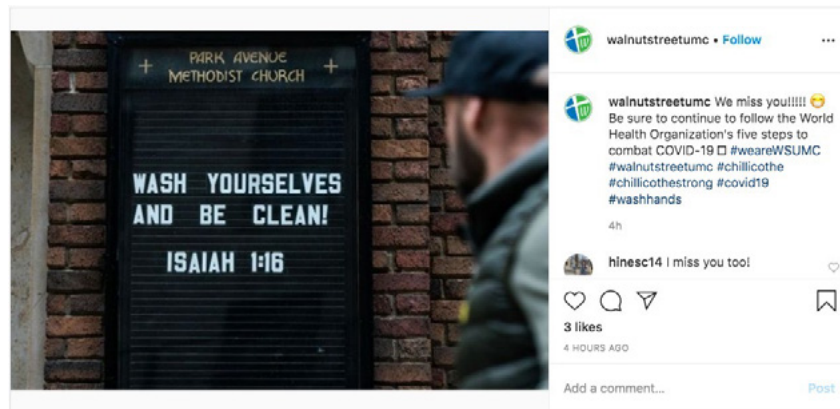 PARK AVENUE
METHODIST CHURCH
WASH YOURSELVES
AND BE CLEAN!
ISAIAH 1:16
walnutstreetumc • Follow
walnutstreetumc We miss you!!!!! 😷
Be sure to continue to follow the World
Health Organization's five steps to
combat COVID-19 □ #weareWSUMC
#walnutstreetumc #chillicothe
#chillicothestrong #covid19
#washhands
4h
hinesc14 I miss you too!
3 likes
4 HOURS AGO
Add a comment...
Post